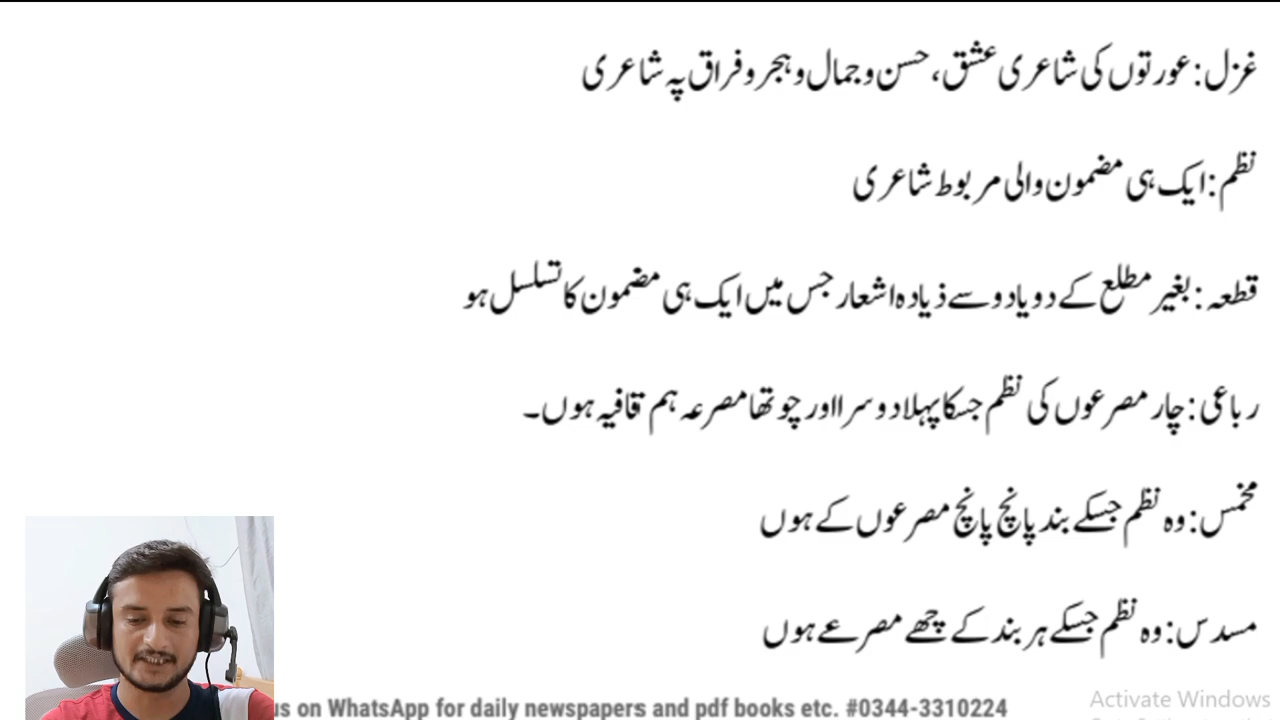 غزل: عورتوں کی شاعری عشق، حسن و جمال و ہجر و فراق پہ شاعری
نظم: ایک ہی مضمون والی مربوط شاعری
قطعہ: بغیر مطلع کے دو یا دو سے ذیادہ اشعار جس میں ایک ہی مضمون کا تسلسل ہو
رباعی: چار مصرعوں کی نظم جسکا پہلا دوسرا اور چوتھا مصرعہ ہم قافیہ ہوں۔
مخمس: وہ نظم جسکے بند پانچ پانچ مصرعوں کے ہوں
مسدس: وہ نظم جسکے ہر بند کے چھے مصرعے ہوں
us on WhatsApp for daily newspapers and pdf books etc. #0344-3310224
Activate Windows